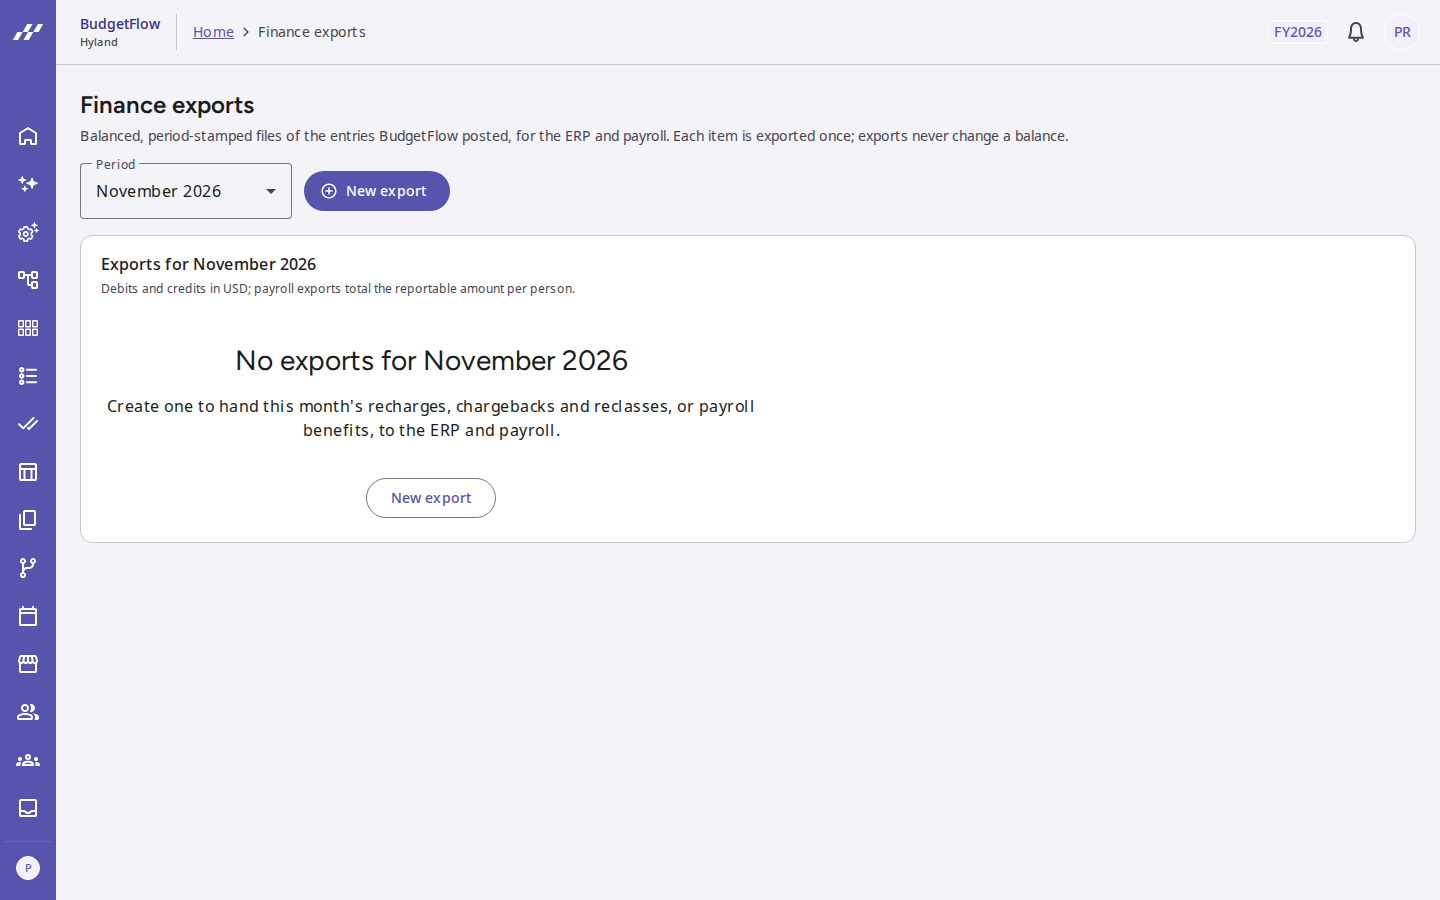 BudgetFlow
Hyland
Home > Finance exports
FY2026
PR
Finance exports
Balanced, period-stamped files of the entries BudgetFlow posted, for the ERP and payroll. Each item is exported once; exports never change a balance.
Period
November 2026
New export
Exports for November 2026
Debits and credits in USD; payroll exports total the reportable amount per person.
No exports for November 2026
Create one to hand this month's recharges, chargebacks and reclasses, or payroll
benefits, to the ERP and payroll.
New export
P